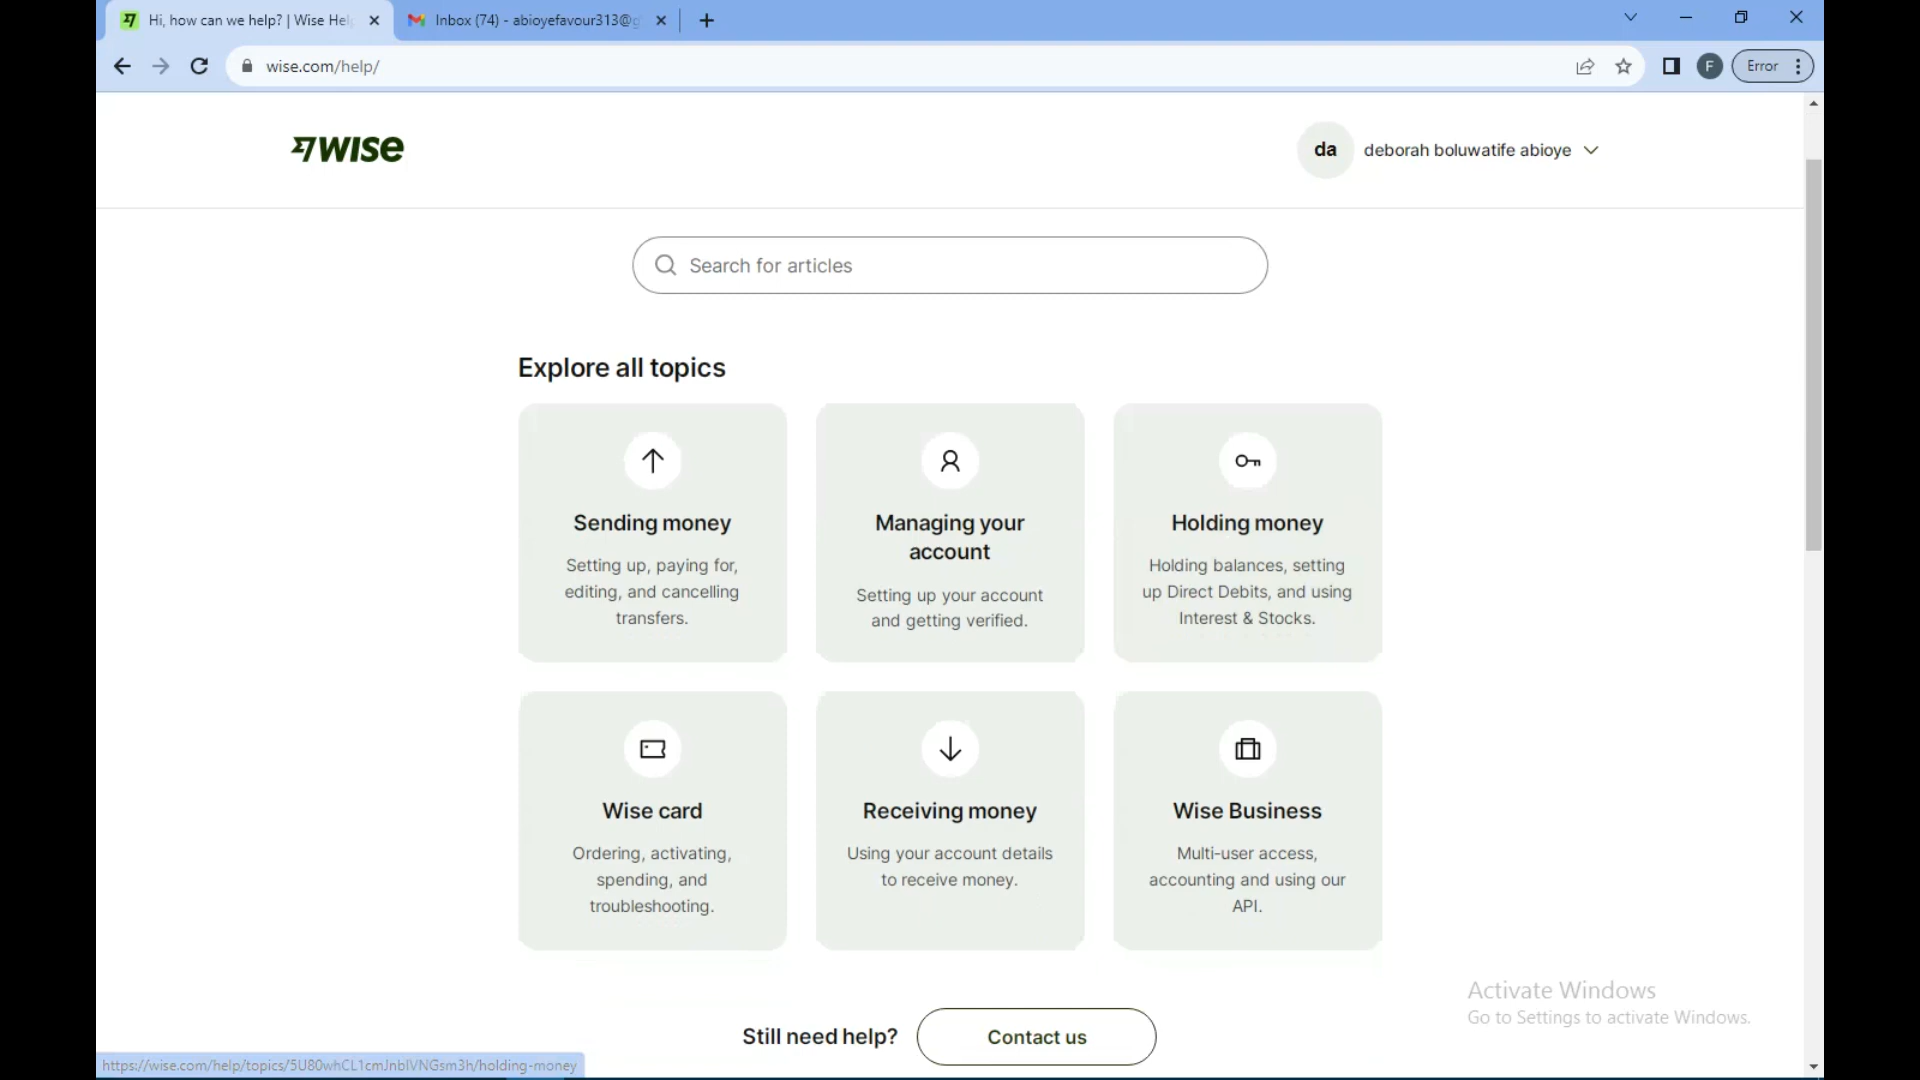 Hi, how can we help? | Wise Help
Inbox (74) - abioyefavour313@g
wise.com/help/
F
Error
WISE
da
deborah boluwatife abioye
Search for articles
Explore all topics
Sending money
Setting up, paying for,
editing, and cancelling
transfers.
Managing your
account
Setting up your account
and getting verified.
Holding money
Holding balances, setting
up Direct Debits, and using
Interest & Stocks.
Wise card
Ordering, activating,
spending, and
troubleshooting.
Receiving money
Using your account details
to receive money.
Wise Business
Multi-user access,
accounting and using our
API.
Activate Windows
Go to Settings to activate Windows.
Still need help?
Contact us
https://wise.com/help/topics/5U80whCL1cmJnblVNGsm3h/holding-money